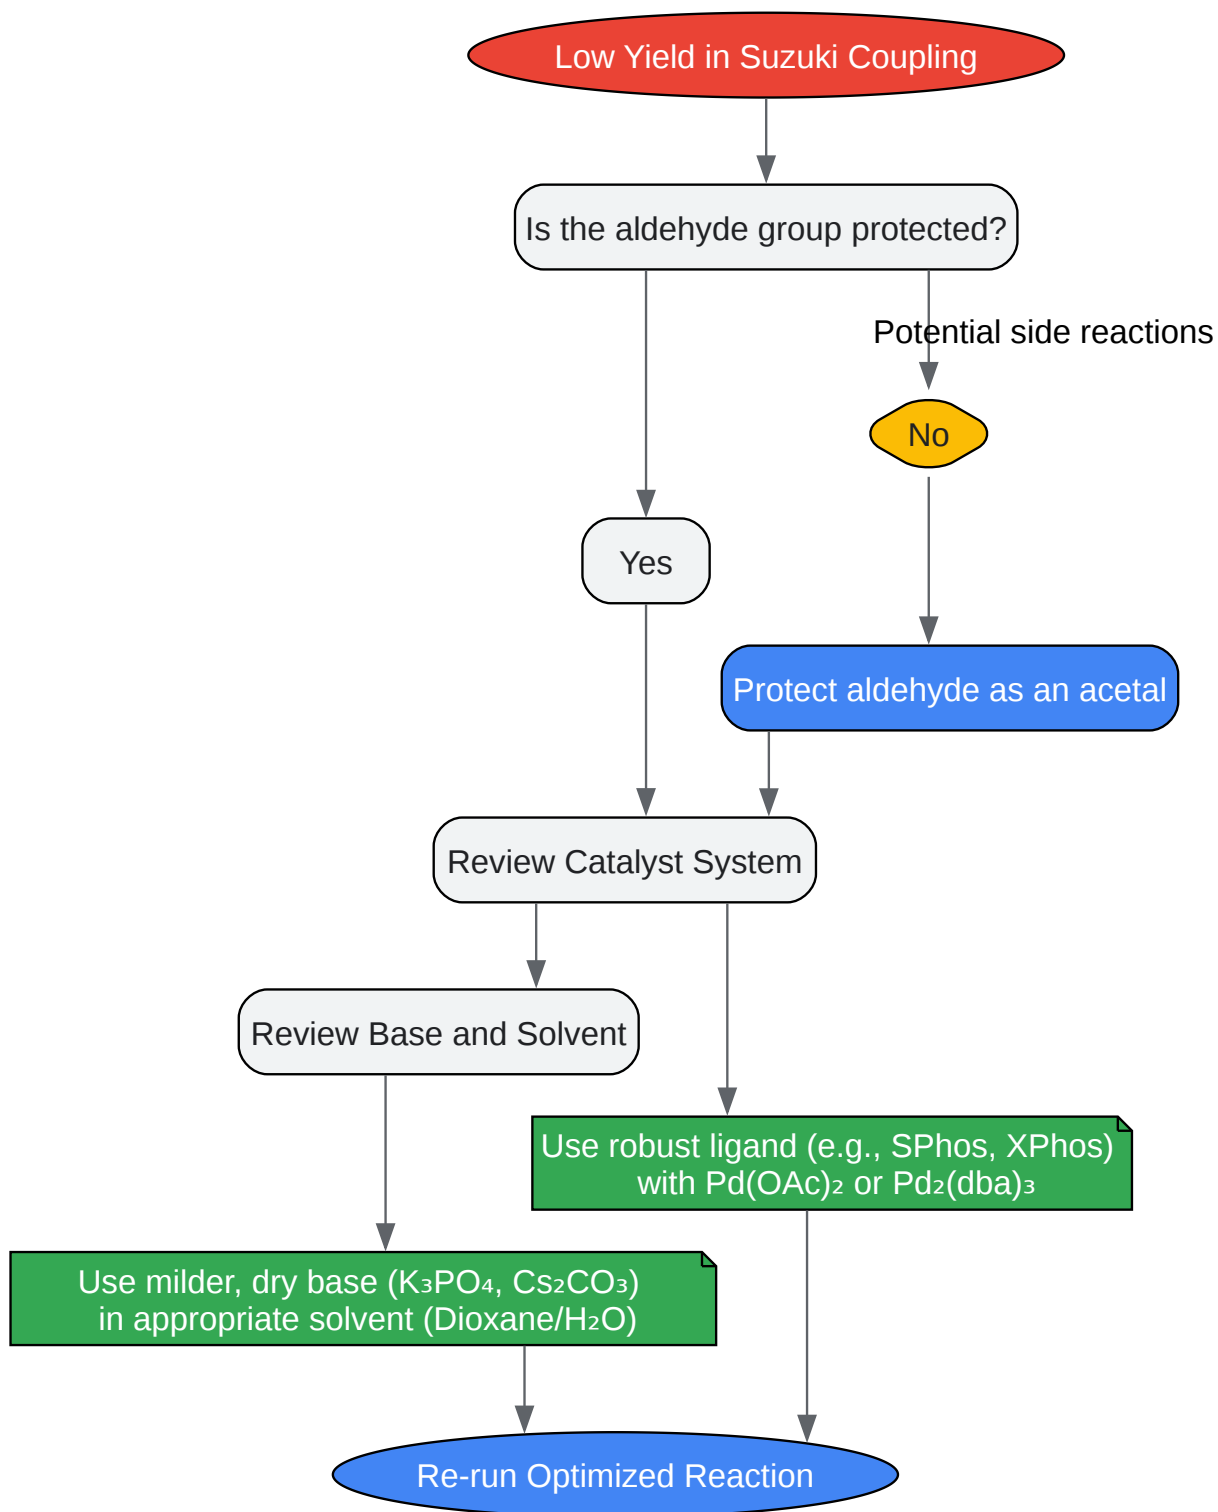 Low Yield in Suzuki Coupling
Is the aldehyde group protected?
Potential side reactions
No
Yes
Protect aldehyde as an acetal
Review Catalyst System
Review Base and Solvent
Use robust ligand (e.g., SPhos, XPhos)
with Pd(OAc)₂ or Pd₂(dba)₃
Use milder, dry base (K₃PO₄, Cs₂CO₃)
in appropriate solvent (Dioxane/H₂O)
Re-run Optimized Reaction